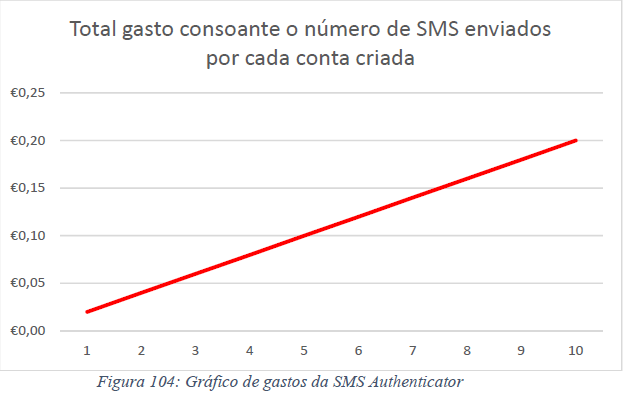 Total gasto consoante o número de SMS enviados
por cada conta criada
€0,25
€0,20
€0,15
€0,10
€0,05
€0,00
1 2 3 4 5 6 7 8 9 10
Figura 104: Gráfico de gastos da SMS Authenticator